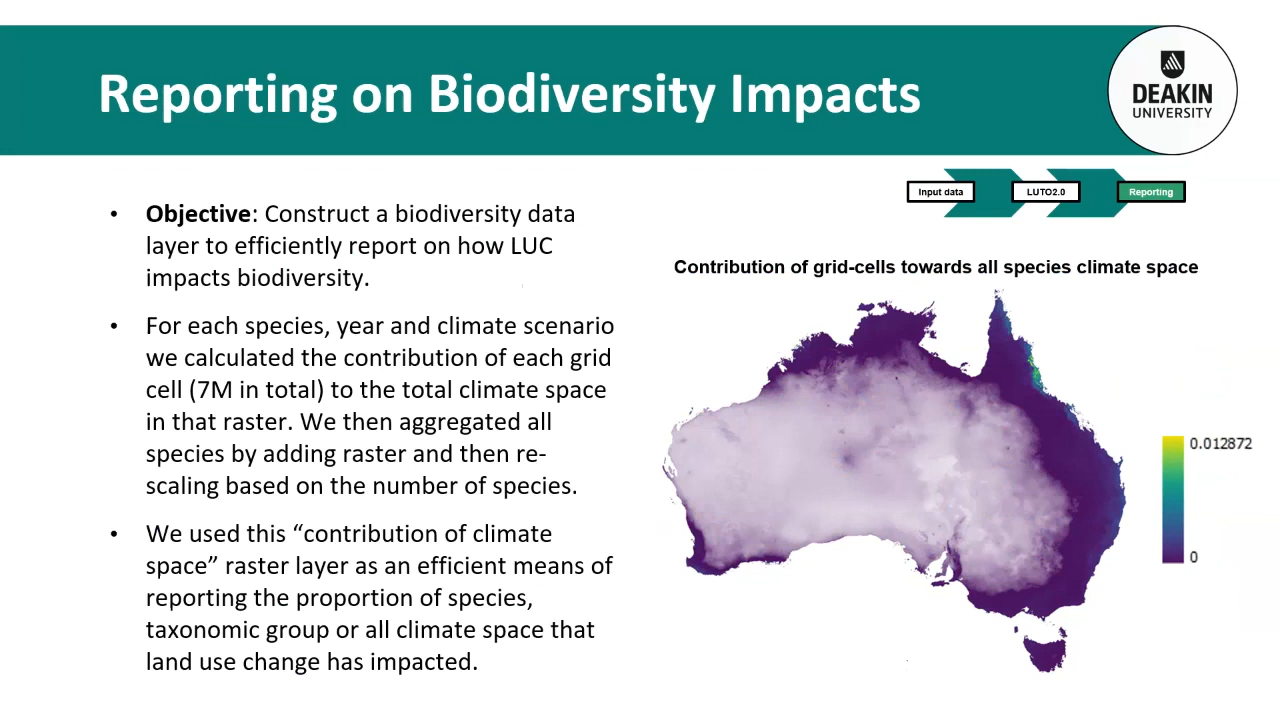 Reporting on Biodiversity Impacts
DEAKIN
UNIVERSITY
Input data
LUTO2.0
Reporting
• Objective: Construct a biodiversity data
layer to efficiently report on how LUC
impacts biodiversity.
• For each species, year and climate scenario
we calculated the contribution of each grid
cell (7M in total) to the total climate space
in that raster. We then aggregated all
species by adding raster and then re-
scaling based on the number of species.
• We used this “contribution of climate
space” raster layer as an efficient means of
reporting the proportion of species,
taxonomic group or all climate space that
land use change has impacted.
Contribution of grid-cells towards all species climate space
0.012872
0